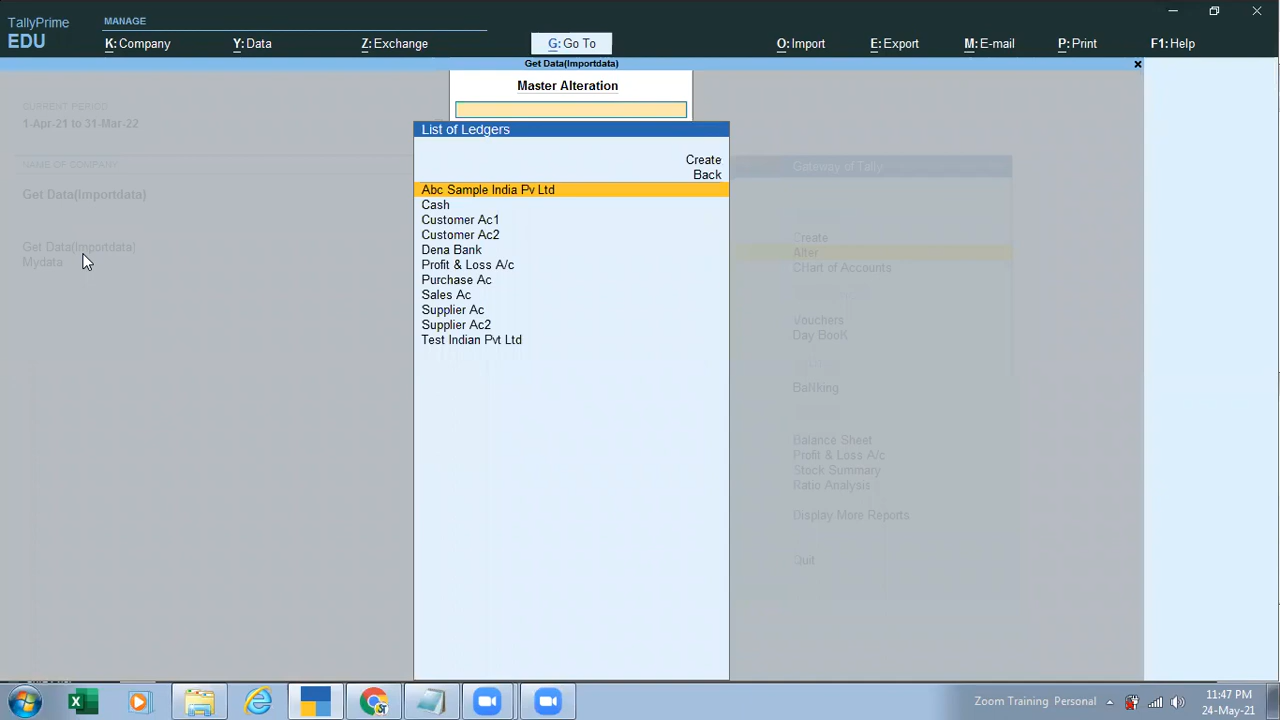 TallyPrime
EDU
MANAGE
K: Company
Y: Data
Z: Exchange
G: Go To
O: Import
E: Export
M: E-mail
P: Print
F1: Help
Get Data(Importdata)
CURRENT PERIOD
1-Apr-21 to 31-Mar-22
NAME OF COMPANY
Get Data(Importdata)
Get Data(Importdata)
Mydata
Master Alteration
List of Ledgers
Create
Back
Abc Sample India Pv Ltd
Cash
Customer Ac1
Customer Ac2
Dena Bank
Profit & Loss A/c
Purchase Ac
Sales Ac
Supplier Ac
Supplier Ac2
Test Indian Pvt Ltd
Gateway of Tally
Create
Alter
CHart of Accounts
Vouchers
Day BooK
BaNking
Balance Sheet
Profit & Loss A/c
Stock Summary
Ratio Analysis
Display More Reports
Quit
Zoom Training Personal
11:47 PM
24-May-21